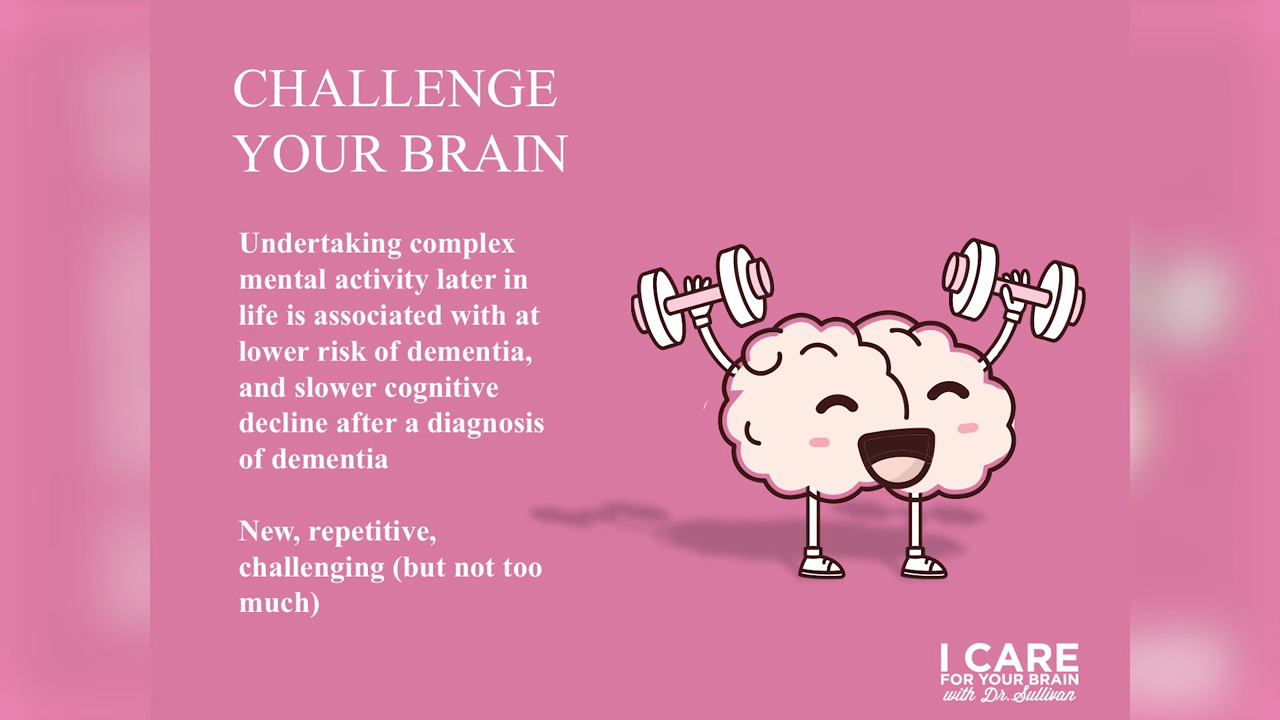 CHALLENGE
YOUR BRAIN
Undertaking complex
mental activity later in
life is associated with at
lower risk of dementia,
and slower cognitive
decline after a diagnosis
of dementia
New, repetitive,
challenging (but not too
much)
I CARE
FOR YOUR BRAIN
with Dr. Sullivan